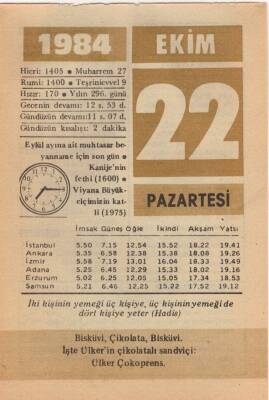 1984
EKİM
Hicri: 1405 ● Muharrem 27
Rumi: 1400 ● Teşrinievvel 9
Hızır: 170 ● Yılın 296. günü
Gecenin devamı: 12 s. 53 d.
Gündüzün devamı: 11 s. 07 d.
Gündüzün kısalışı: 2 dakika
Eylül ayına ait muhtasar be-
yanname için son gün ●
Kanije'nin
fethi (1600) ●
Viyana Büyük-
elçimizin kat-
li (1975)
22
PAZARTESİ
İmsak Güneş Öğle İkindi Akşam Yatsı
İstanbul 5.50 7.15 12.54 15.52 18.22 19.41
Ankara 5.35 6.58 12.38 15.38 18.08 19.26
İzmir 5.58 7.19 13.01 16.04 18.33 19.49
Adana 5.25 6.45 12.29 15.33 18.02 19.16
Erzurum 5.02 6.25 12.05 15.05 17.34 18.53
Samsun 5.21 6.46 12.25 15.22 17.52 19.12
İki kişinin yemeği üç kişiye, üç kişinin yemeği de
dört kişiye yeter (Hadis)
Bisküvi, Çikolata, Bisküvi.
İşte Ülker'in çikolatalı sandviçi:
Ülker Çokoprens.